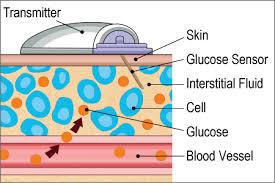 Transmitter
Skin
Glucose Sensor
Interstitial Fluid
Cell
Glucose
Blood Vessel